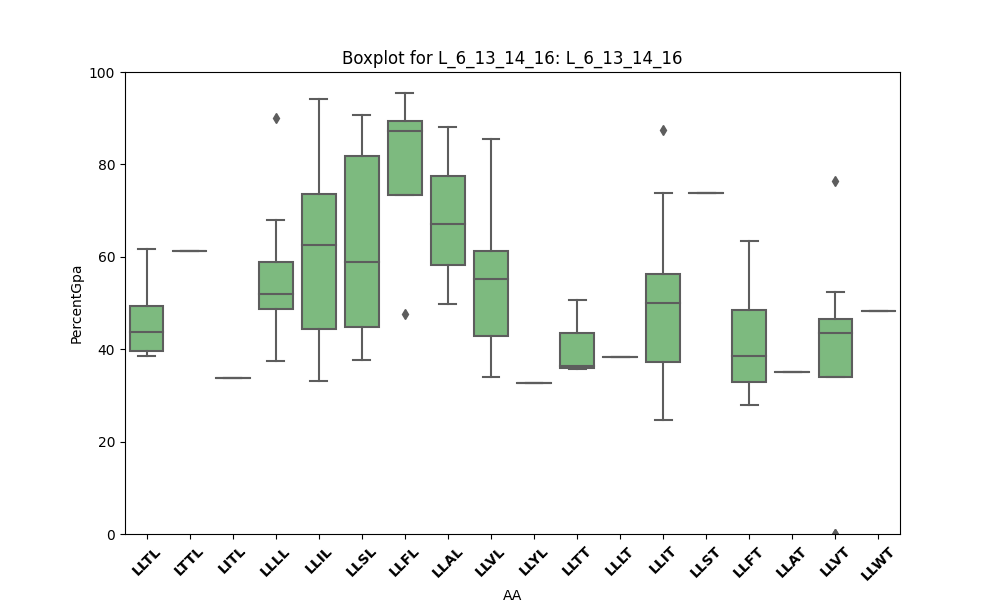 Boxplot for L_6_13_14_16: L_6_13_14_16
100
80
60
40
20
0
PercentGpa
LLTL LTTL LITL LLLL LLIL LLSL LLFL LLAL LLVL LLYL LLTT LLLT LLIT LLST LLFT LLAT LLVT LLWT
AA